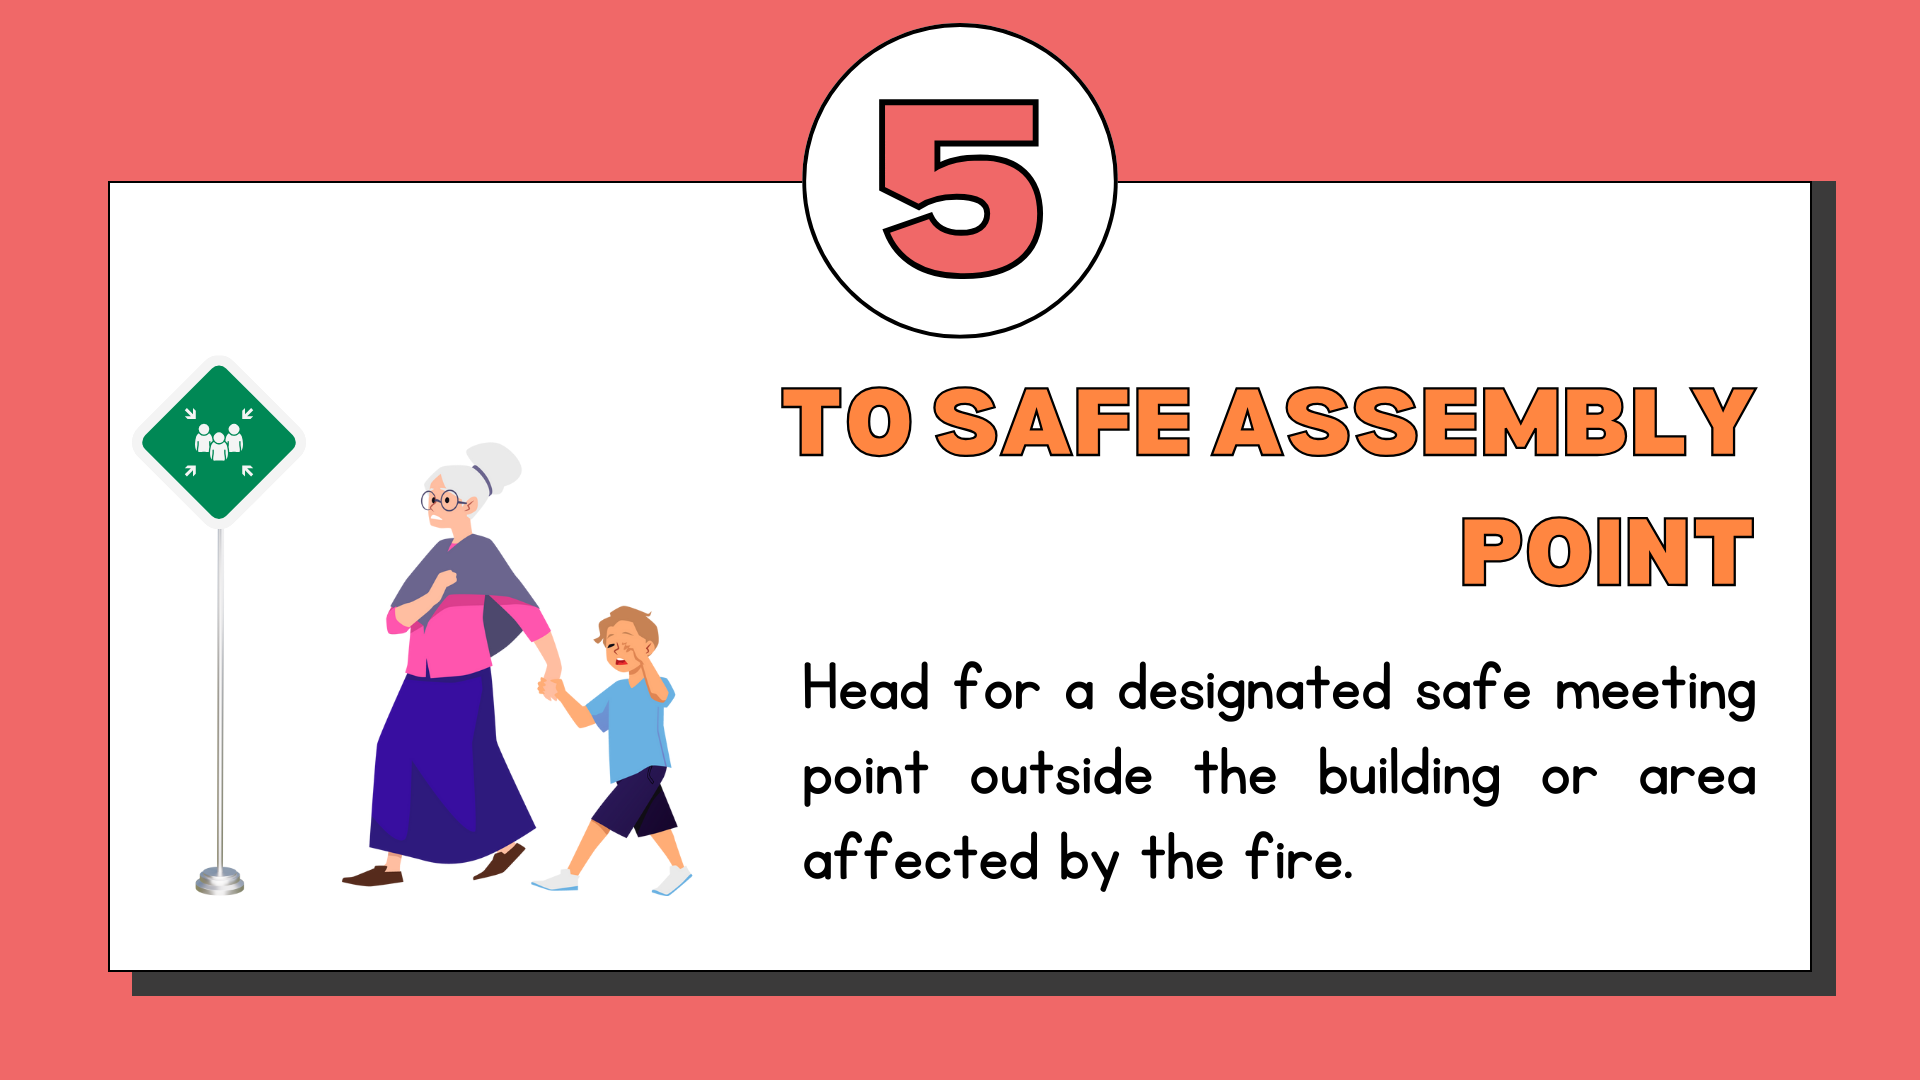 5
TO SAFE ASSEMBLY
POINT
Head for a designated safe meeting
point outside the building or area
affected by the fire.